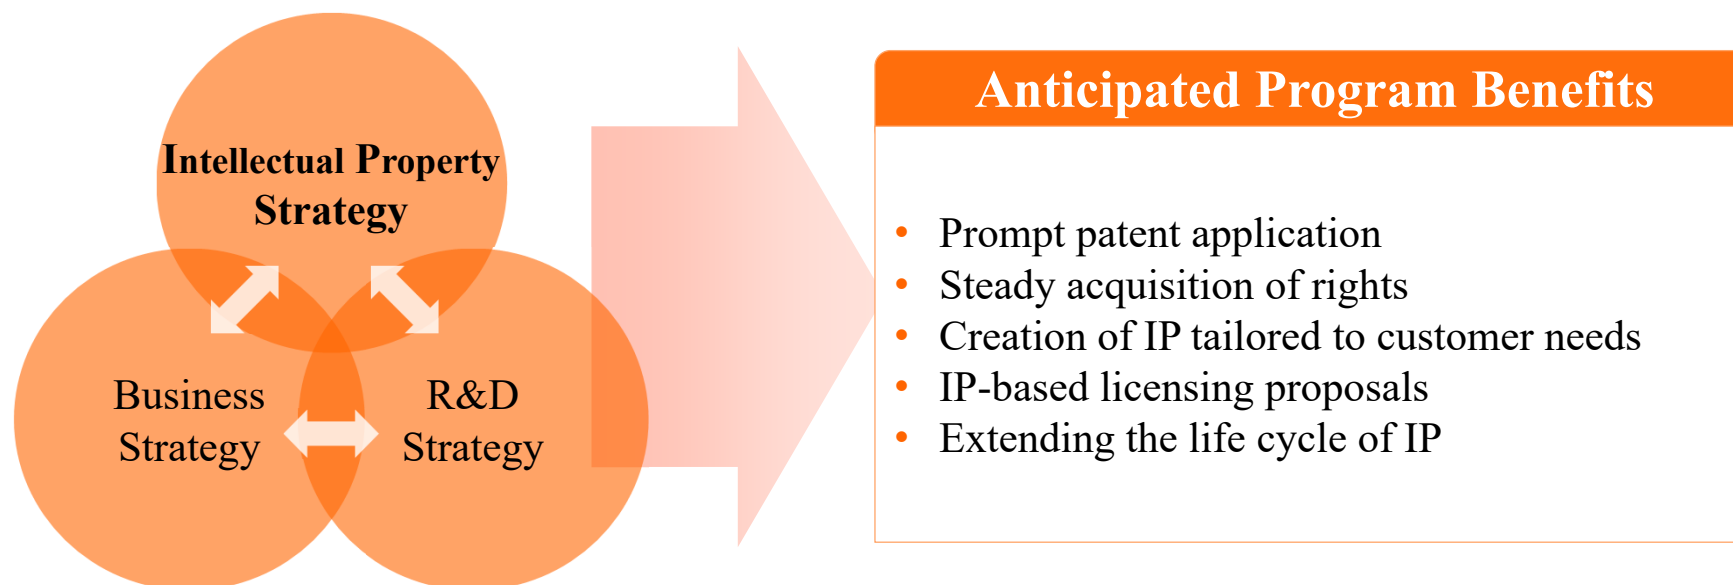 Intellectual Property
Strategy
Business
Strategy
R&D
Strategy
Anticipated Program Benefits
• Prompt patent application
• Steady acquisition of rights
• Creation of IP tailored to customer needs
• IP-based licensing proposals
• Extending the life cycle of IP